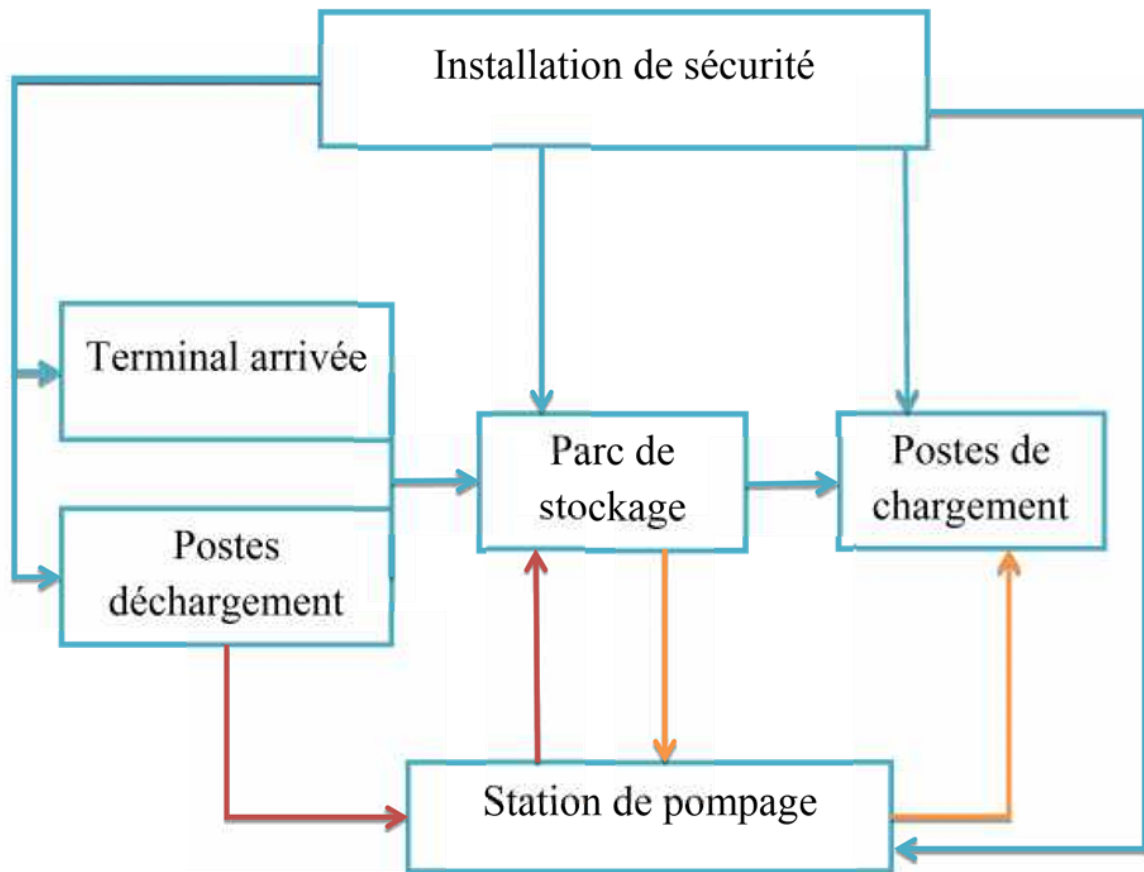 Installation de sécurité
Terminal arrivée
Postes
déchargement
Parc de
stockage
Postes de
chargement
Station de pompage